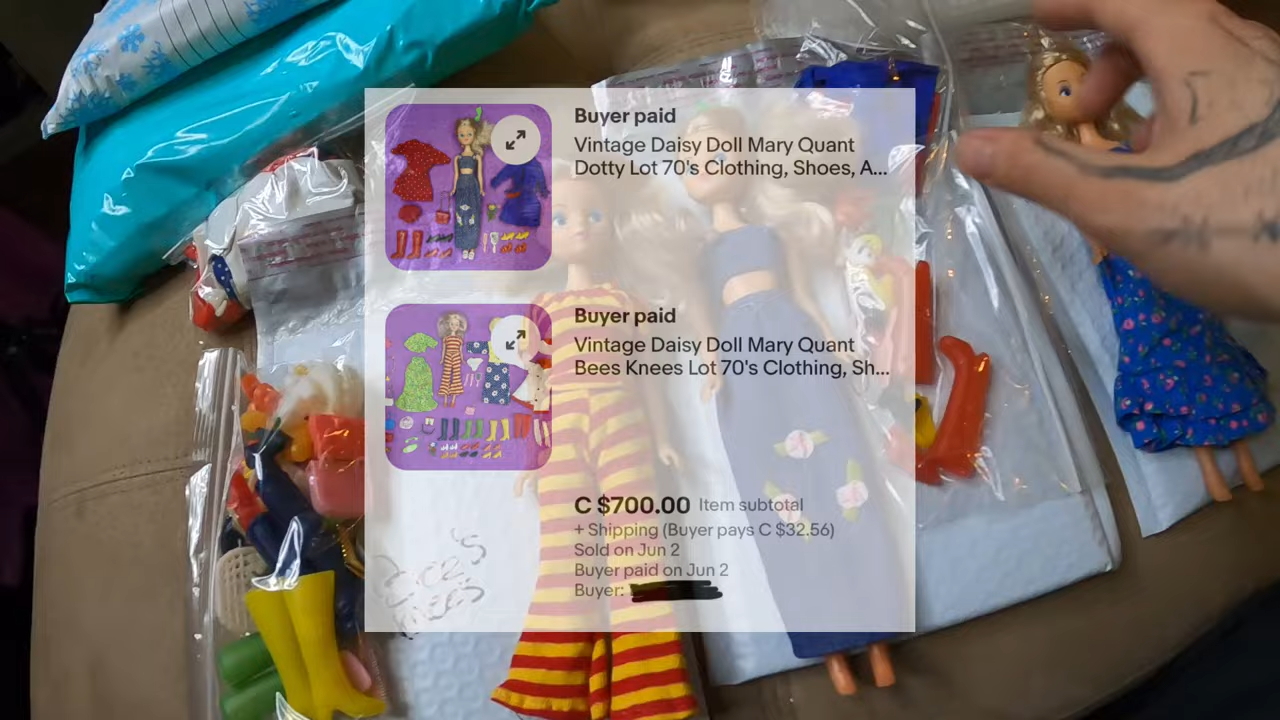 Buyer paid
Vintage Daisy Doll Mary Quant
Dotty Lot 70's Clothing, Shoes, A...
Buyer paid
Vintage Daisy Doll Mary Quant
Bees Knees Lot 70's Clothing, Sh...
C $700.00 Item subtotal
+ Shipping (Buyer pays C $32.56)
Sold on Jun 2
Buyer paid on Jun 2
Buyer:
Bee's
Knees